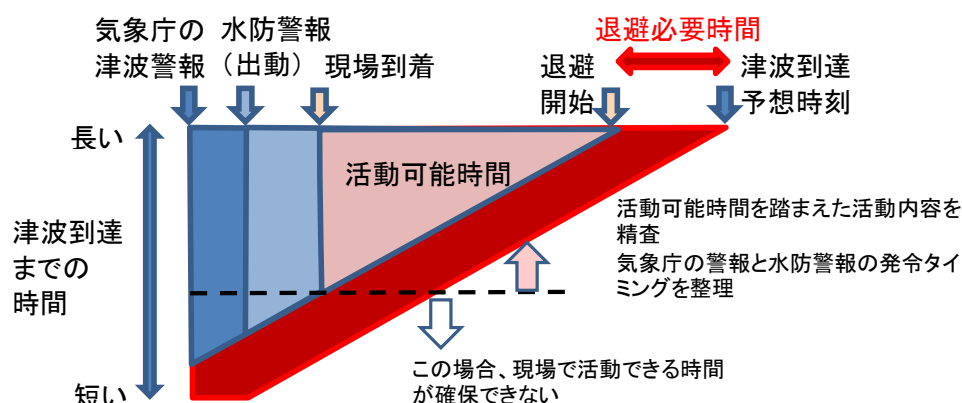 気象庁の
津波警報
水防警報
（出動）
現場到着
退避必要時間
退避
開始
津波到達
予想時刻
長い
活動可能時間
津波到達
までの
時間
活動可能時間を踏まえた活動内容を
精査
気象庁の警報と水防警報の発令タイ
ミングを整理
この場合、現場で活動できる時間
が確保できない
短い